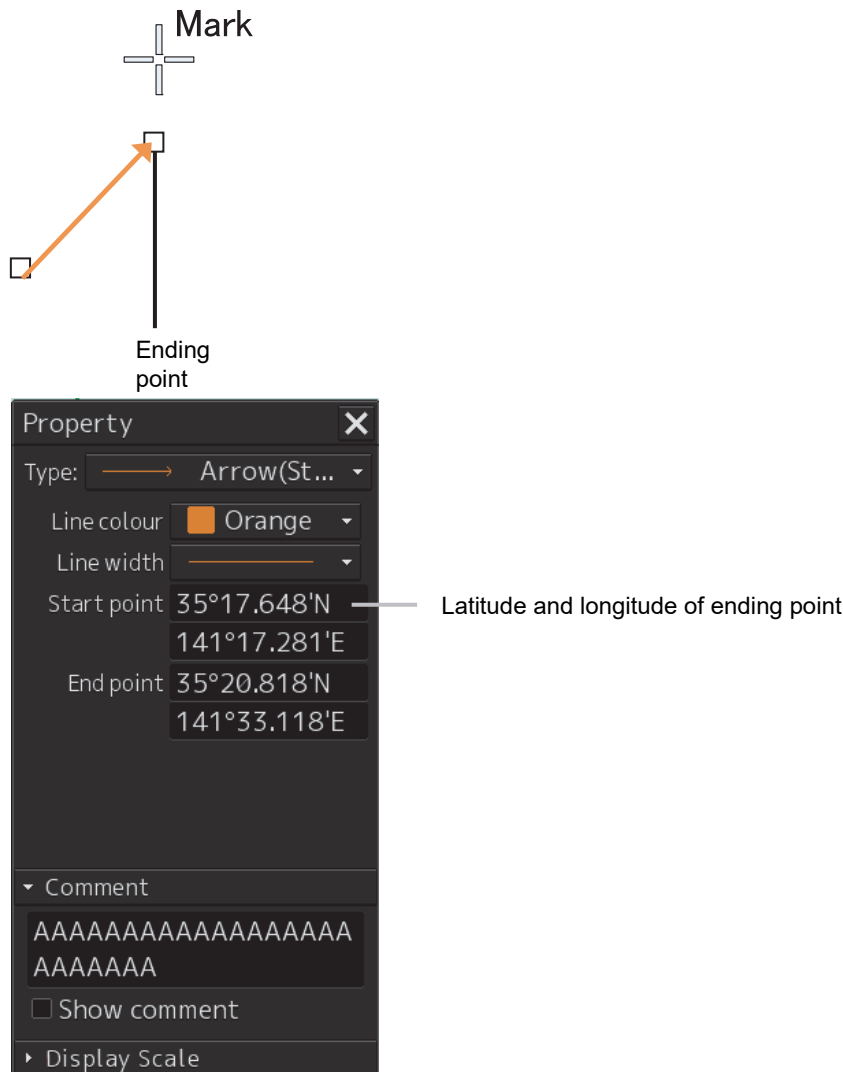 Mark
Ending
point
Property
Type: Arrow(St...
Line colour Orange
Line width
Start point 35°17.648'N
Latitude and longitude of ending point
141°17.281'E
End point 35°20.818'N
141°33.118'E
Comment
AAAAAAAAAAAAAAAAAA
AAAAAAA
Show comment
Display Scale